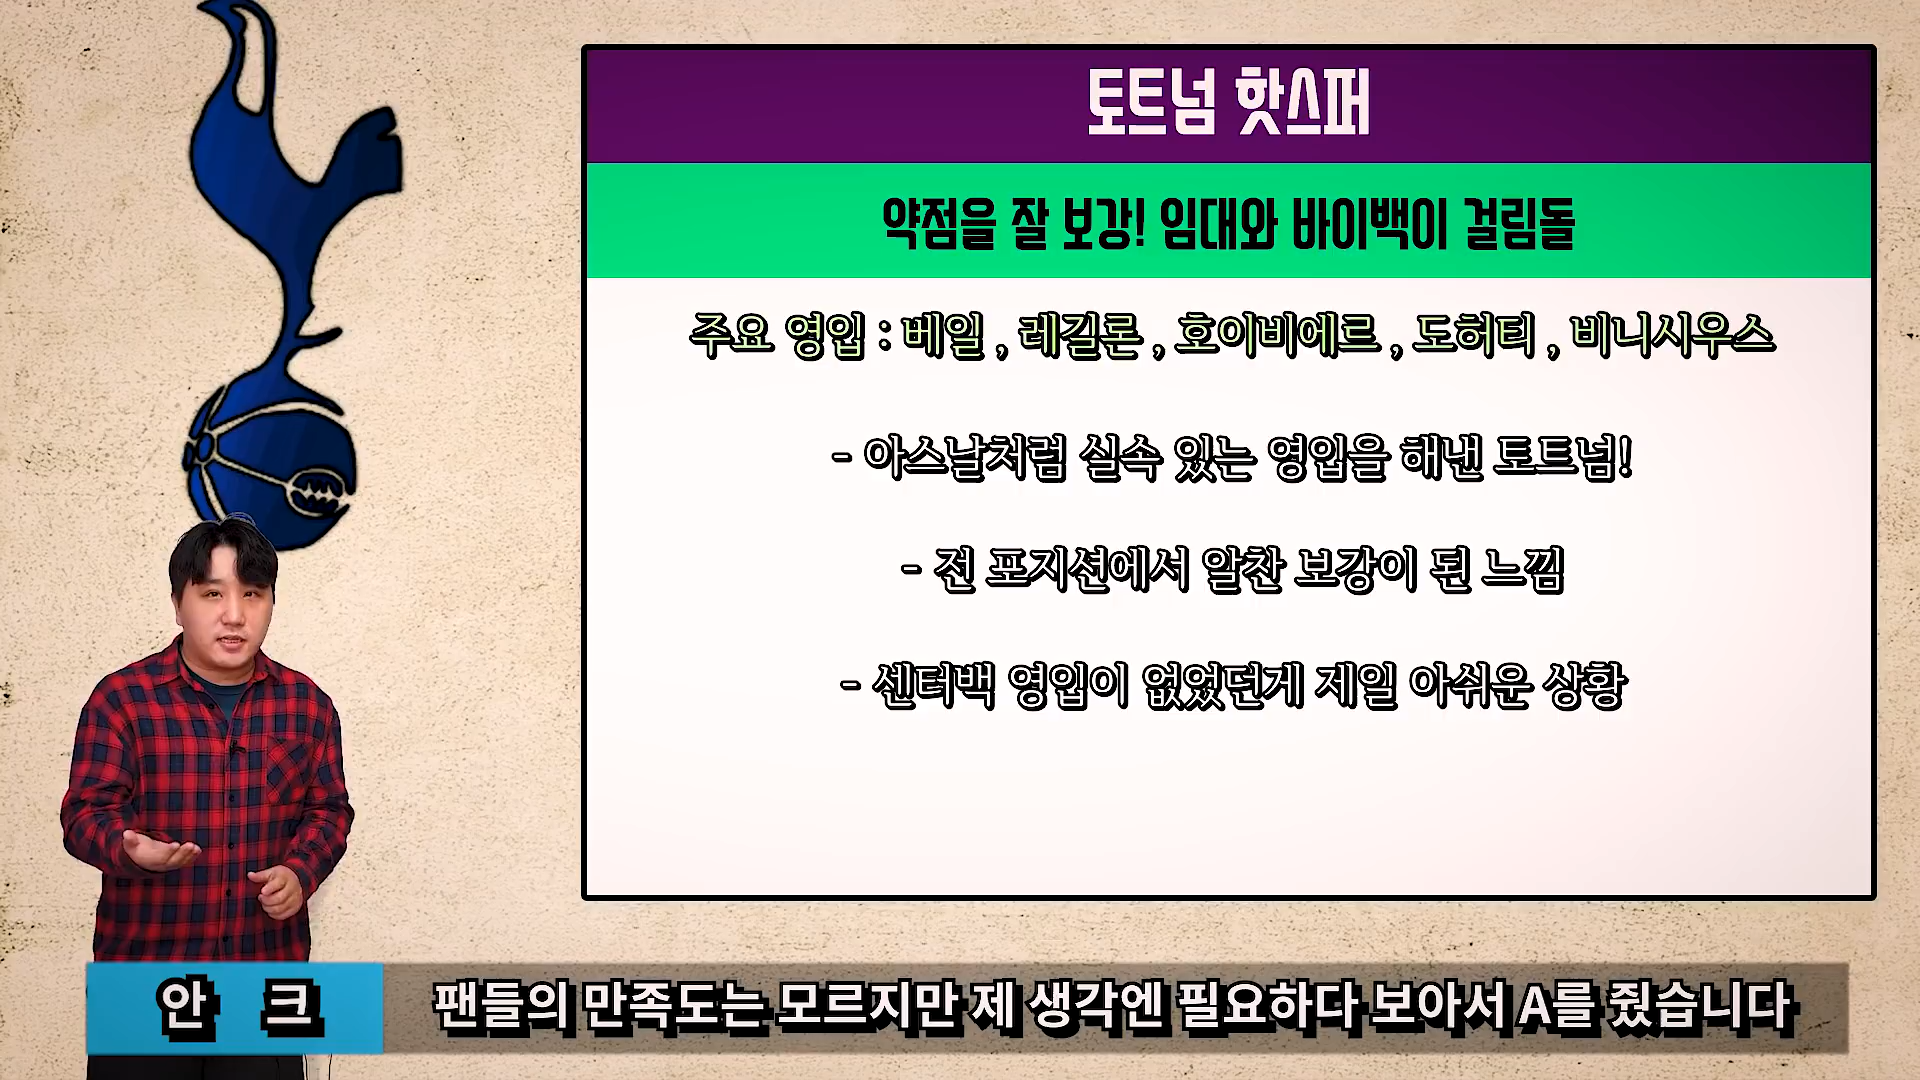 토트넘 핫스퍼
약점을 잘 보강! 임대와 바이백이 걸림돌
주요 영입 : 베일 , 레길론 , 호이비에르 , 도허티 , 비니시우스
- 아스날처럼 실속 있는 영입을 해낸 토트넘!
- 전 포지션에서 알찬 보강이 된 느낌
- 센터백 영입이 없었던게 제일 아쉬운 상황
안 크 팬들의 만족도는 모르지만 제 생각엔 필요하다 보아서 A를 줬습니다